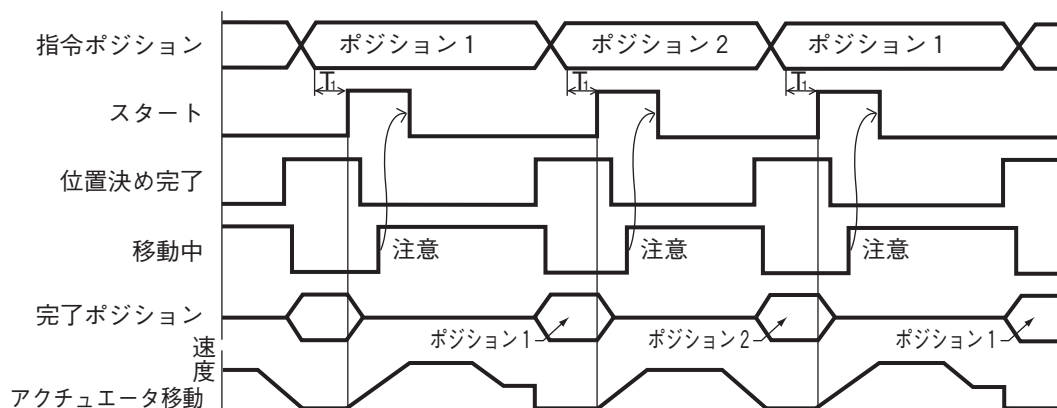 指令ポジション
ポジション1
ポジション2
ポジション1
T1
T1
T1
スタート
位置決め完了
移動中
注意
注意
注意
完了ポジション
ポジション1
ポジション2
ポジション1
速度
アクチュエータ移動